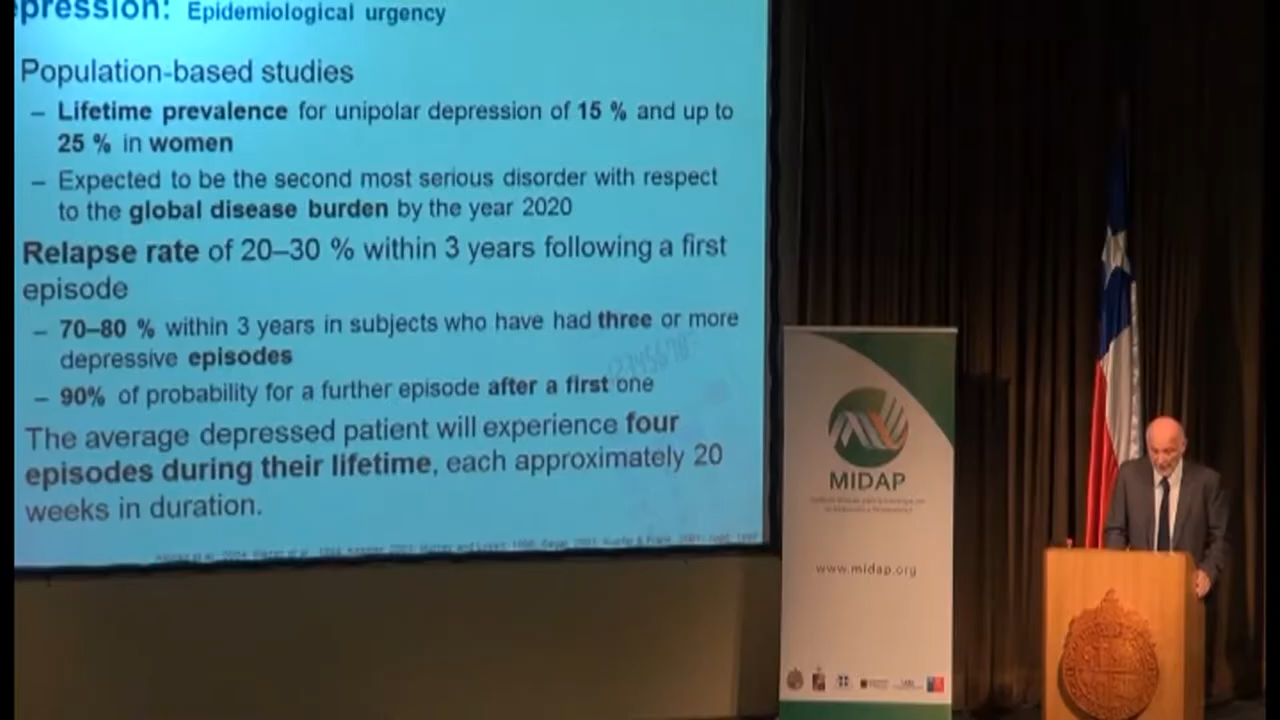 pression: Epidemiological urgency
Population-based studies
– Lifetime prevalence for unipolar depression of 15 % and up to
25 % in women
– Expected to be the second most serious disorder with respect
to the global disease burden by the year 2020
Relapse rate of 20–30 % within 3 years following a first
episode
– 70–80 % within 3 years in subjects who have had three or more
depressive episodes
– 90% of probability for a further episode after a first one
The average depressed patient will experience four
episodes during their lifetime, each approximately 20
weeks in duration.
MIDAP
www.midap.org